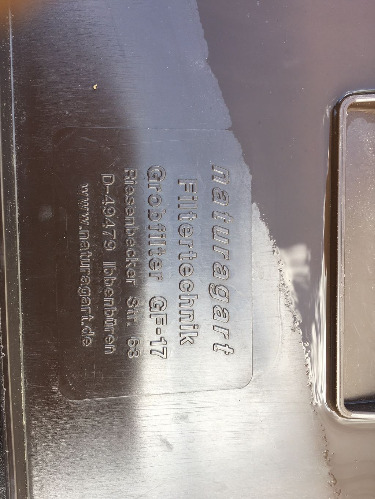 naturagart
Filtertechnik
Grobfilter GF-17
Riesenbecker Str. 63
D-49479 Ibbenbüren
www.naturagart.de